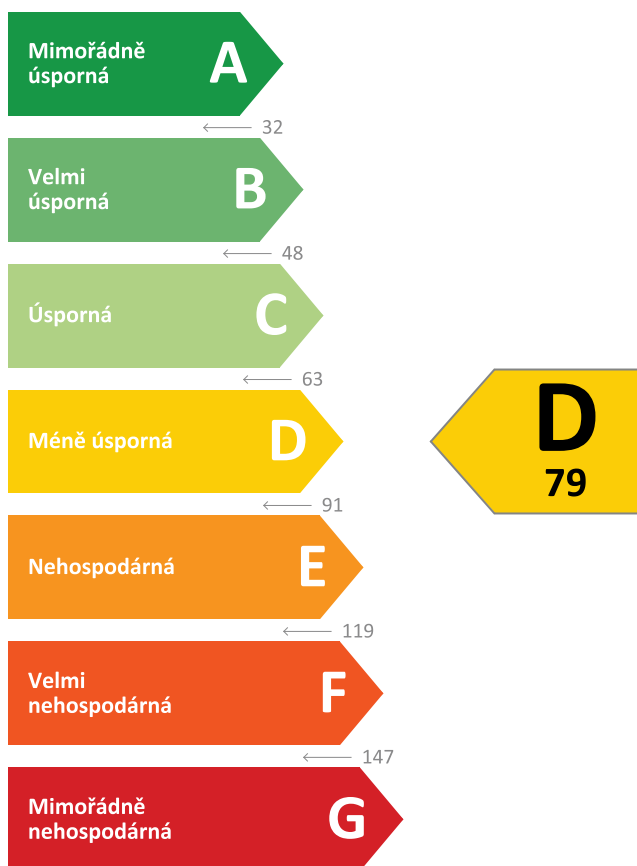 Mimořádně
úsporná
A
32
Velmi
úsporná
B
48
Úsporná
C
63
Méně úsporná
D
D
79
91
Nehospodárná
E
119
Velmi
nehospodárná
F
147
Mimořádně
nehospodárná
G